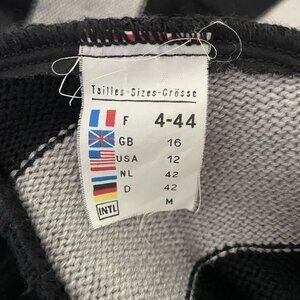 Tailles-Sizes-Grösse
F 4-44
GB 16
USA 12
NL 42
D 42
INTL M